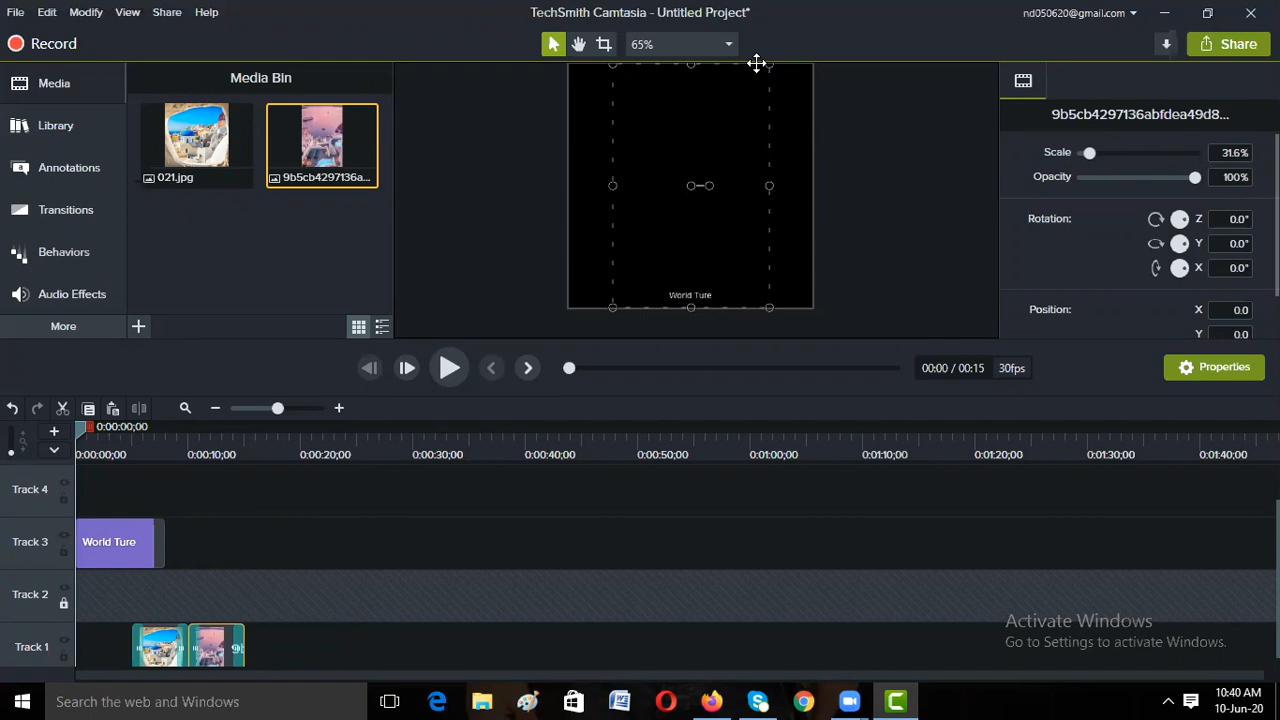 File Edit Modify View Share Help
TechSmith Camtasia - Untitled Project*
nd050620@gmail.com
Record
65%
Share
Media
Library
Annotations
Transitions
Behaviors
Audio Effects
More
Media Bin
021.jpg
9b5cb4297136a...
World Ture
9b5cb4297136abfdea49d8...
Scale 31.6%
Opacity 100%
Rotation: Z 0.0°
Y 0.0°
X 0.0°
Position: X 0.0
Y 0.0
00:00 / 00:15 30fps
Properties
0:00:00;00
0:00:00;00 0:00:10;00 0:00:20;00 0:00:30;00 0:00:40;00 0:00:50;00 0:01:00;00 0:01:10;00 0:01:20;00 0:01:30;00 0:01:40;00
Track 4
Track 3
World Ture
Track 2
Track 1
Activate Windows
Go to Settings to activate Windows.
Search the web and Windows
10:40 AM
10-Jun-20